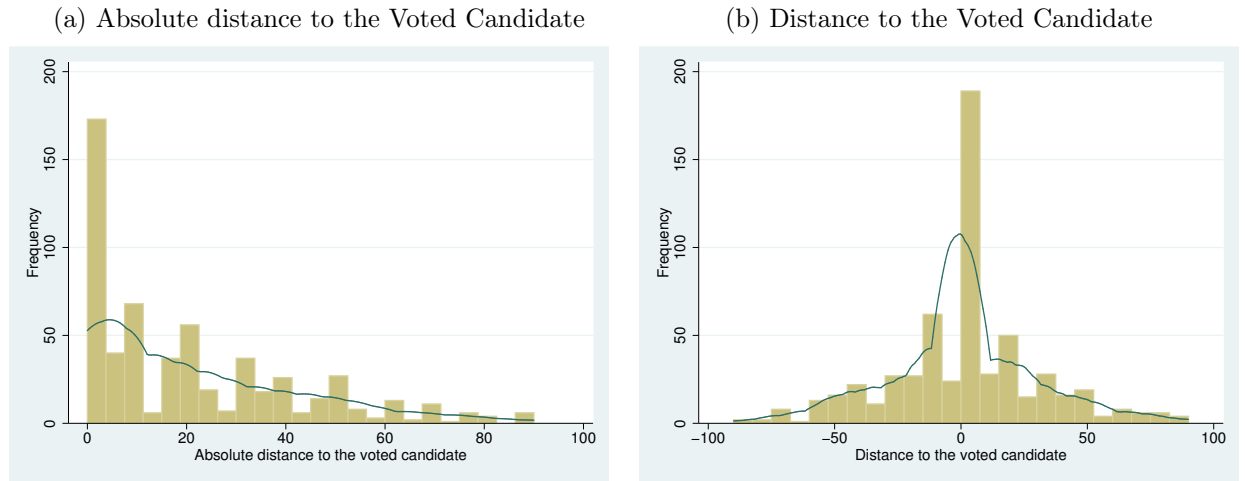 (a) Absolute distance to the Voted Candidate
200
150
100
50
0
Frequency
0 20 40 60 80 100
Absolute distance to the voted candidate
(b) Distance to the Voted Candidate
200
150
100
50
0
Frequency
−100 −50 0 50 100
Distance to the voted candidate